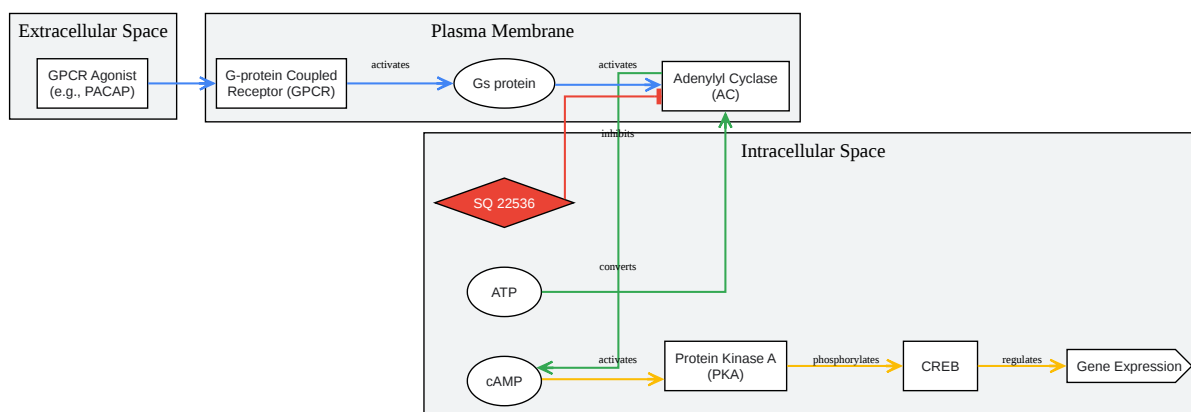 Extracellular Space
Plasma Membrane
GPCR Agonist
(e.g., PACAP)
G-protein Coupled
Receptor (GPCR)
activates
Gs protein
activates
Adenylyl Cyclase
(AC)
inhibits
Intracellular Space
SQ 22536
converts
ATP
cAMP
activates
Protein Kinase A
(PKA)
phosphorylates
CREB
regulates
Gene Expression